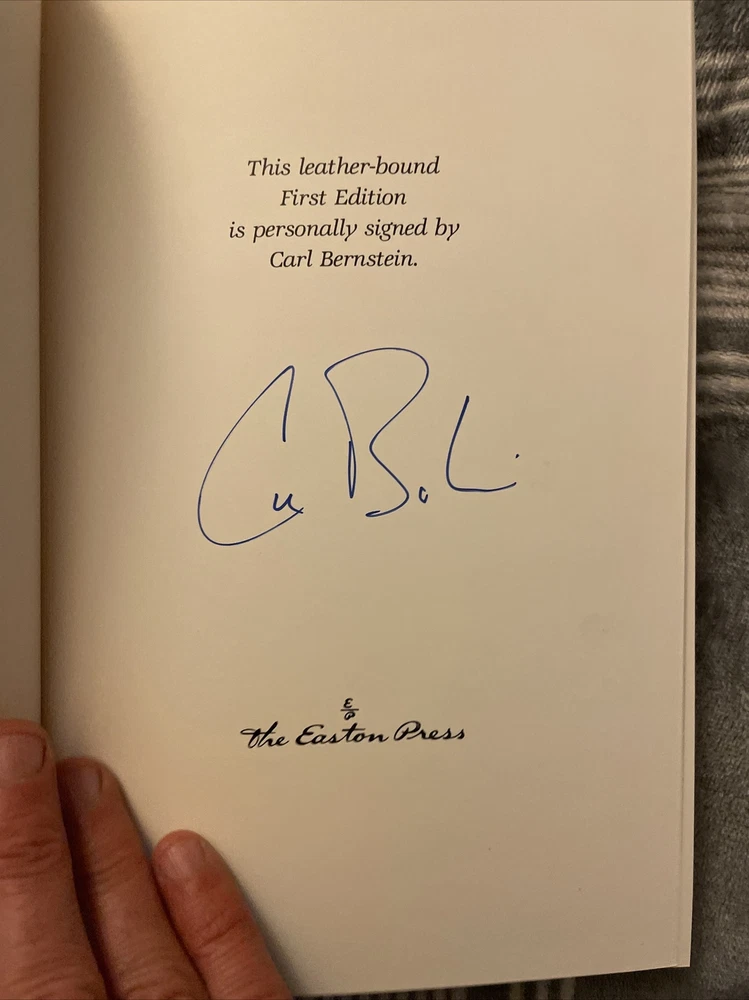 This leather-bound
First Edition
is personally signed by
Carl Bernstein.
E
P
The Easton Press